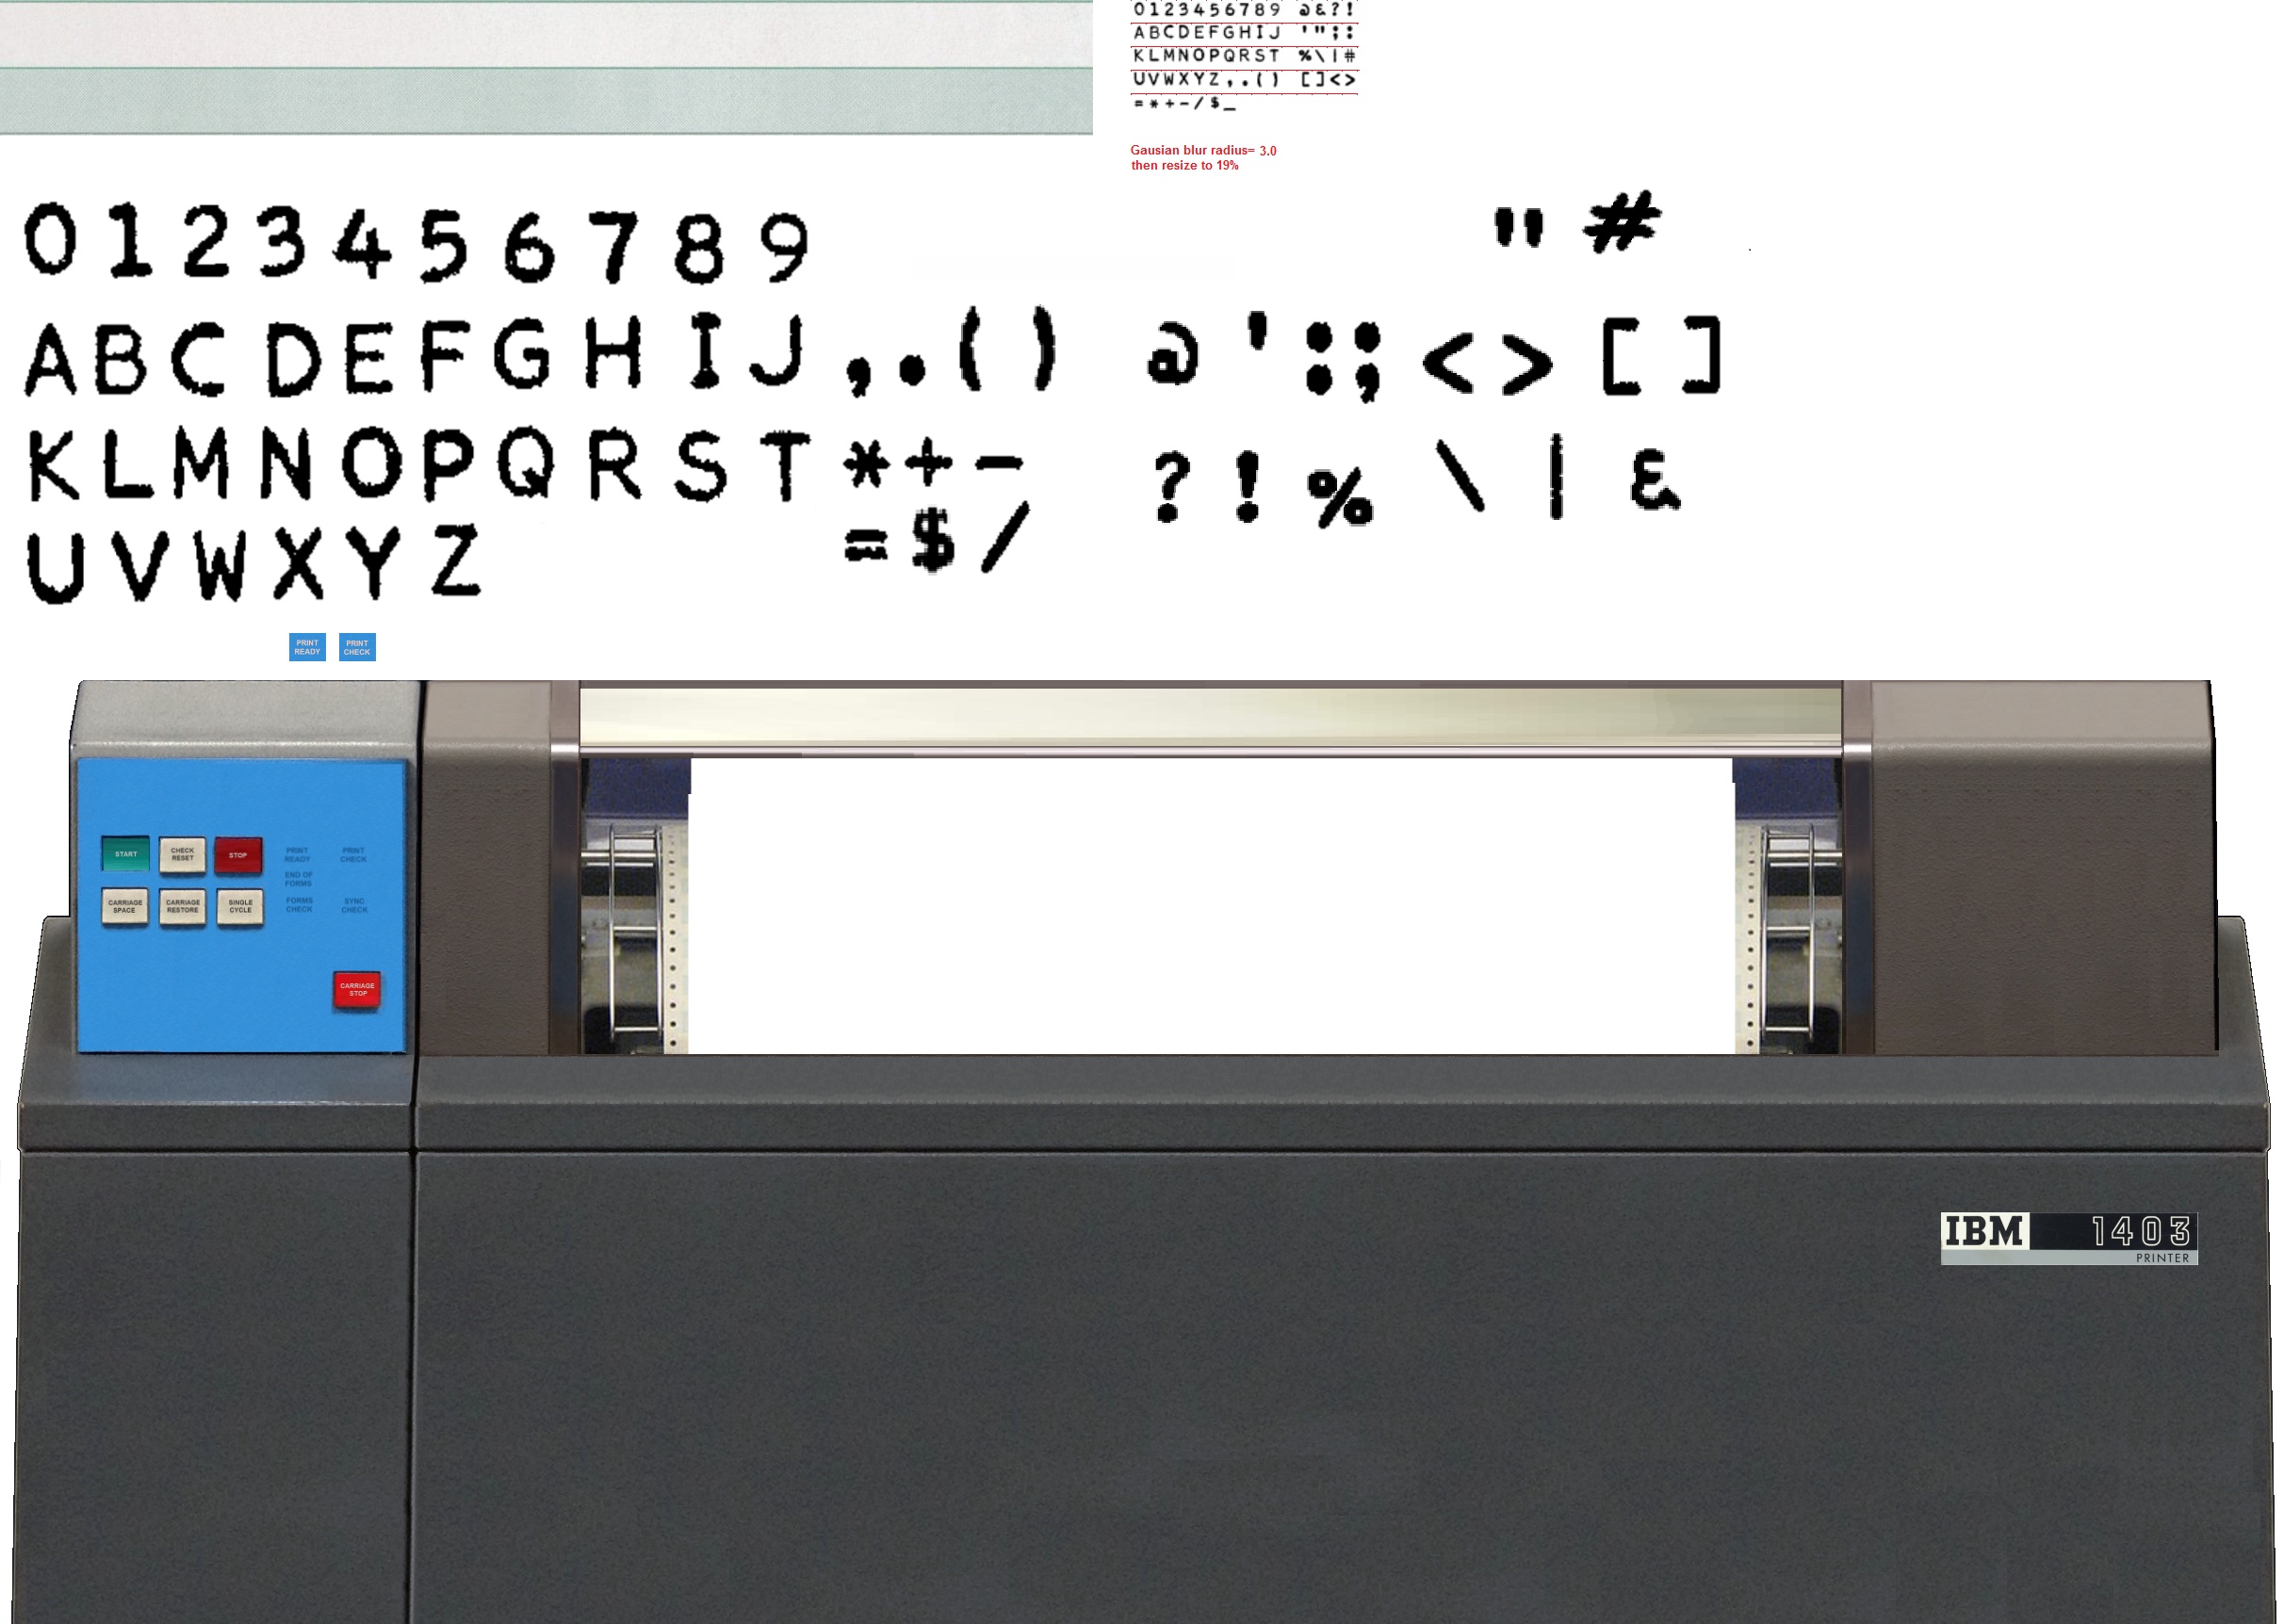 0123456789 @&?!
ABCDEFGHIJ '";:
KLMNOPQRST %\|#
UVWXYZ,.() []<>
=*+-/$_
Gausian blur radius= 3.0
then resize to 19%
0123456789 "#
ABCDEFGHIJ,.() @':;<>[]
KLMNOPQRST*+- ?!%\|&
UVWXYZ =$/
PRINT READY
PRINT CHECK
START
CHECK
RESET
STOP
PRINT
READY
PRINT
CHECK
END OF
FORMS
CARRIAGE
SPACE
CARRIAGE
RESTORE
SINGLE
CYCLE
FORMS
CHECK
SYNC
CHECK
CARRIAGE
STOP
IBM 1403
PRINTER